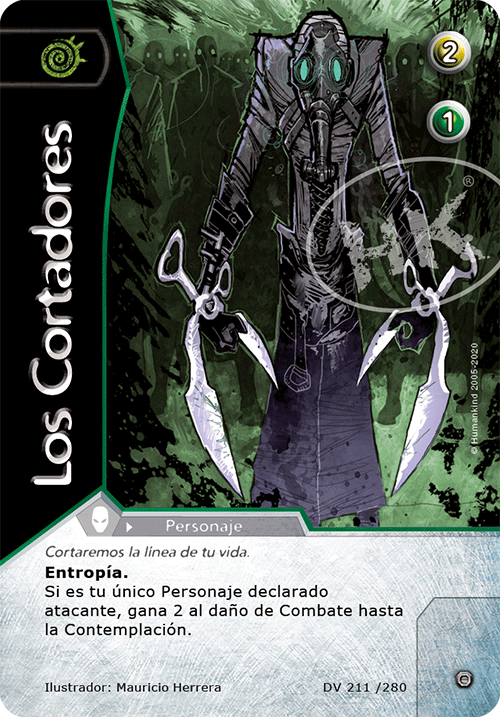 2
1
Los Cortadores
HK
®
© Humankind 2005-2020
Personaje
Cortaremos la línea de tu vida.
Entropía.
Si es tu único Personaje declarado
atacante, gana 2 al daño de Combate hasta
la Contemplación.
Ilustrador: Mauricio Herrera
DV 211 /280